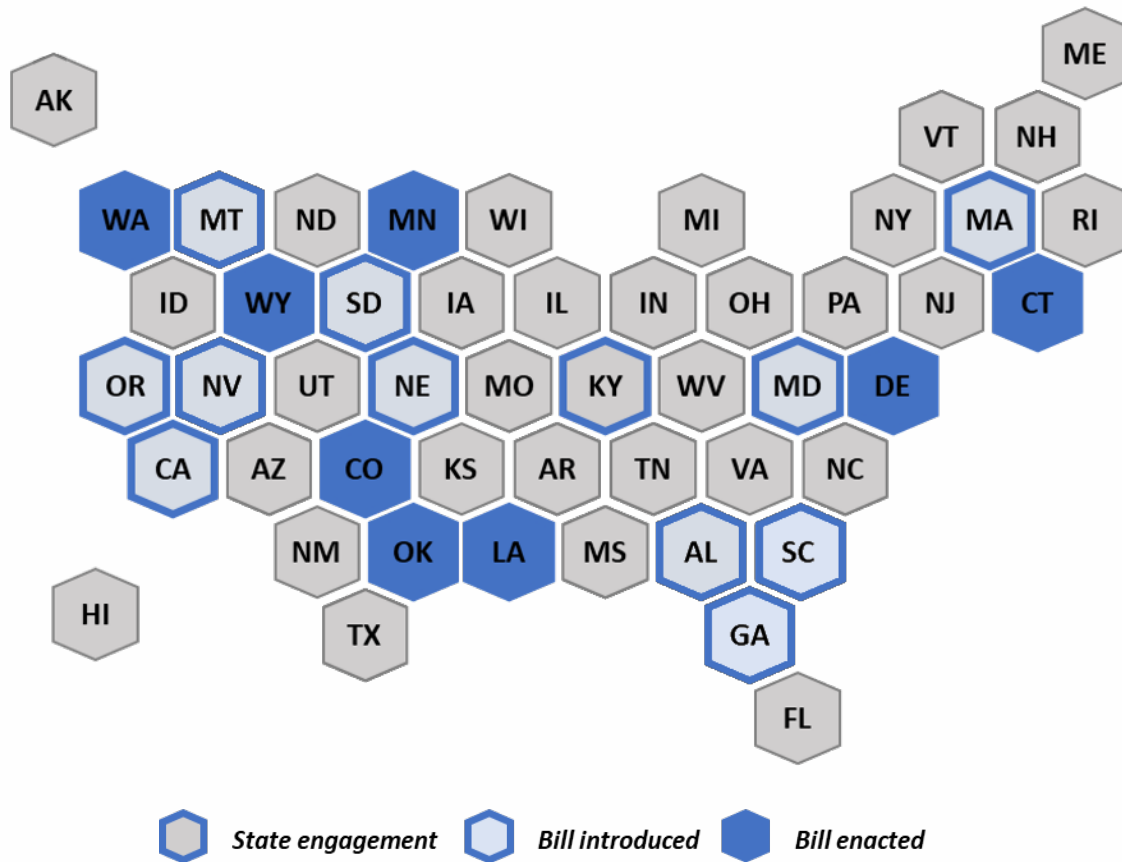 ME
AK
VT NH
WA MT ND MN WI MI NY MA RI
ID WY SD IA IL IN OH PA NJ CT
OR NV UT NE MO KY WV MD DE
CA AZ CO KS AR TN VA NC
NM OK LA MS AL SC
HI
TX GA
FL
State engagement Bill introduced Bill enacted